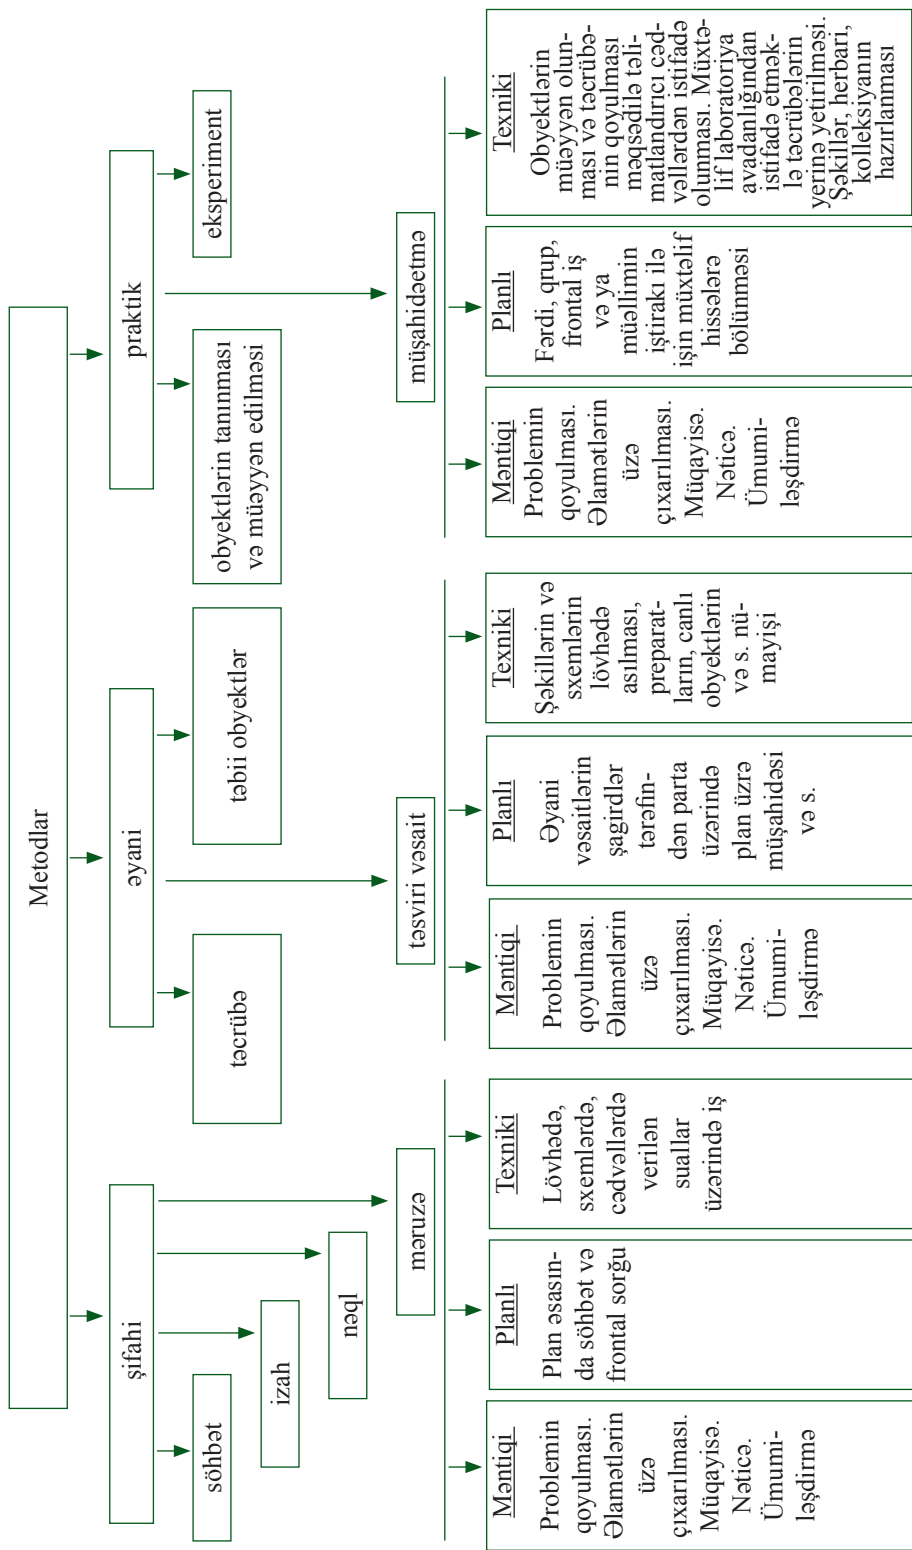 Metodlar
şifahi
əyani
praktik
söhbət
izah
nəql
məruzə
təcrübə
təbii obyektlər
təsviri vəsait
obyektlərin tanınması
və müəyyən edilməsi
eksperiment
müşahidəetmə
Məntiqi
Problemin
qoyulması.
Əlamətlərin
üzə
çıxarılması.
Müqayisə.
Nəticə.
Ümumi-
ləşdirmə
Planlı
Plan əsasın-
da söhbət və
frontal sorğu
Texniki
Lövhədə,
sxemlərdə,
cədvəllərdə
verilən
suallar
üzərində iş
Məntiqi
Problemin
qoyulması.
Əlamətlərin
üzə
çıxarılması.
Müqayisə.
Nəticə.
Ümumi-
ləşdirmə
Planlı
Əyani
vəsaitlərin
şagirdlər
tərəfin-
dən parta
üzərində
plan üzrə
müşahidəsi
və s.
Texniki
Şəkillərin və
sxemlərin
lövhədə
asılması,
preparat-
ların, canlı
obyektlərin
və s. nü-
mayişi
Məntiqi
Problemin
qoyulması.
Əlamətlərin
üzə
çıxarılması.
Müqayisə.
Nəticə.
Ümumi-
ləşdirmə
Planlı
Fərdi, qrup,
frontal iş
və ya
müəllimin
iştirakı ilə
işin müxtəlif
hissələrə
bölünməsi
Texniki
Obyektlərin
müəyyən olun-
ması və təcrübə-
nin qoyulması
məqsədilə təli-
matlandırıcı cəd-
vəllərdən istifadə
olunması. Müxtə-
lif laboratoriya
avadanlığından
istifadə etmək-
lə təcrübələrin
yerinə yetirilməsi.
Şəkillər, herbari,
kolleksiyanın
hazırlanması